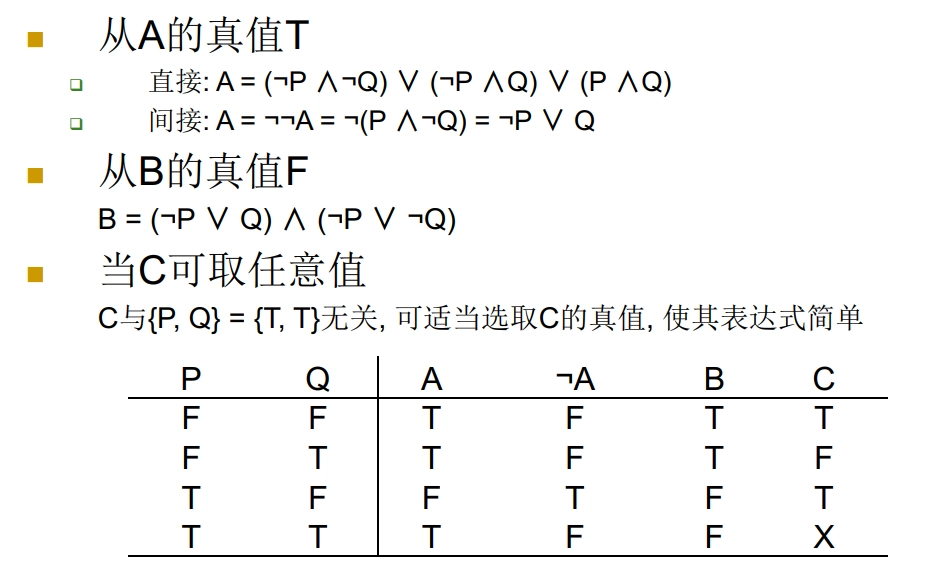 从A的真值T
直接: A = (¬P ∧¬Q) ∨ (¬P ∧Q) ∨ (P ∧Q)
间接: A = ¬¬A = ¬(P ∧¬Q) = ¬P ∨ Q
从B的真值F
B = (¬P ∨ Q) ∧ (¬P ∨ ¬Q)
当C可取任意值
C与{P, Q} = {T, T}无关, 可适当选取C的真值, 使其表达式简单
P Q A ¬A B C
F F T F T T
F T T F T F
T F F T F T
T T T F F X